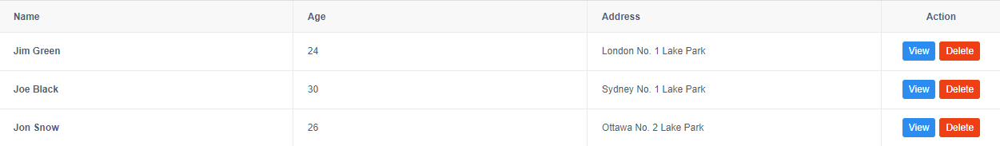 Name Age Address Action
Jim Green 24 London No. 1 Lake Park View Delete
Joe Black 30 Sydney No. 1 Lake Park View Delete
Jon Snow 26 Ottawa No. 2 Lake Park View Delete